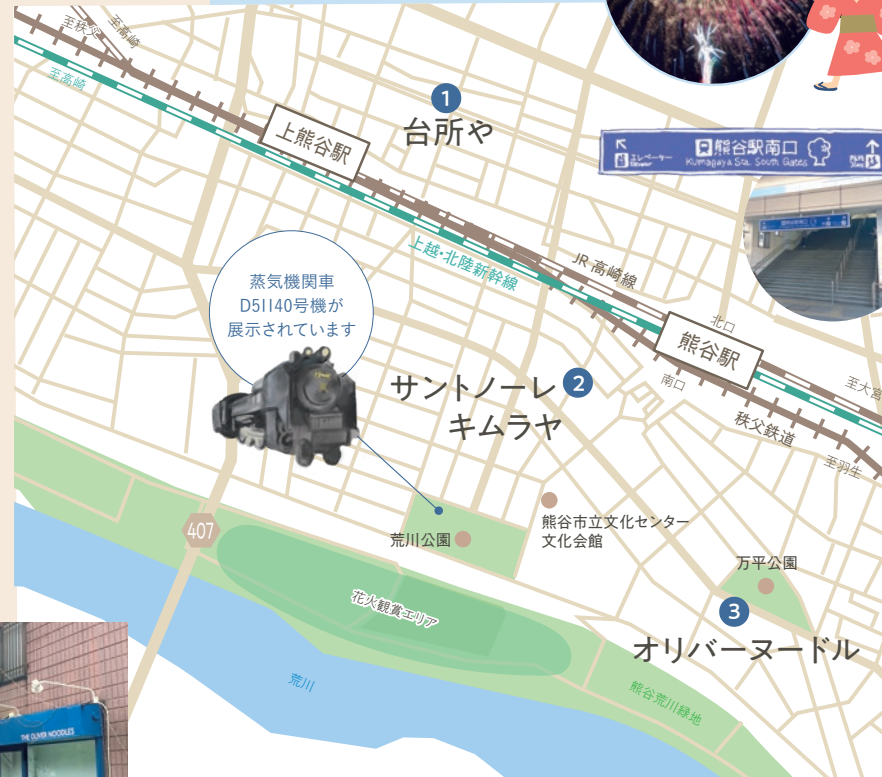 至秩父
至高崎
至高崎
1
台所や
上熊谷駅
エレベーター
Elevator
熊谷駅南口
Kumagaya Sta. South Gates
上越・北陸新幹線
JR 高崎線
蒸気機関車
D51140号機が
展示されています
北口
熊谷駅
南口
至大宮
サントノーレ
キムラヤ
2
秩父鉄道
至羽生
407
荒川公園
熊谷市立文化センター
文化会館
万平公園
花火観賞エリア
3
オリバーヌードル
荒川
熊谷荒川緑地
THE OLIVER NOODLES